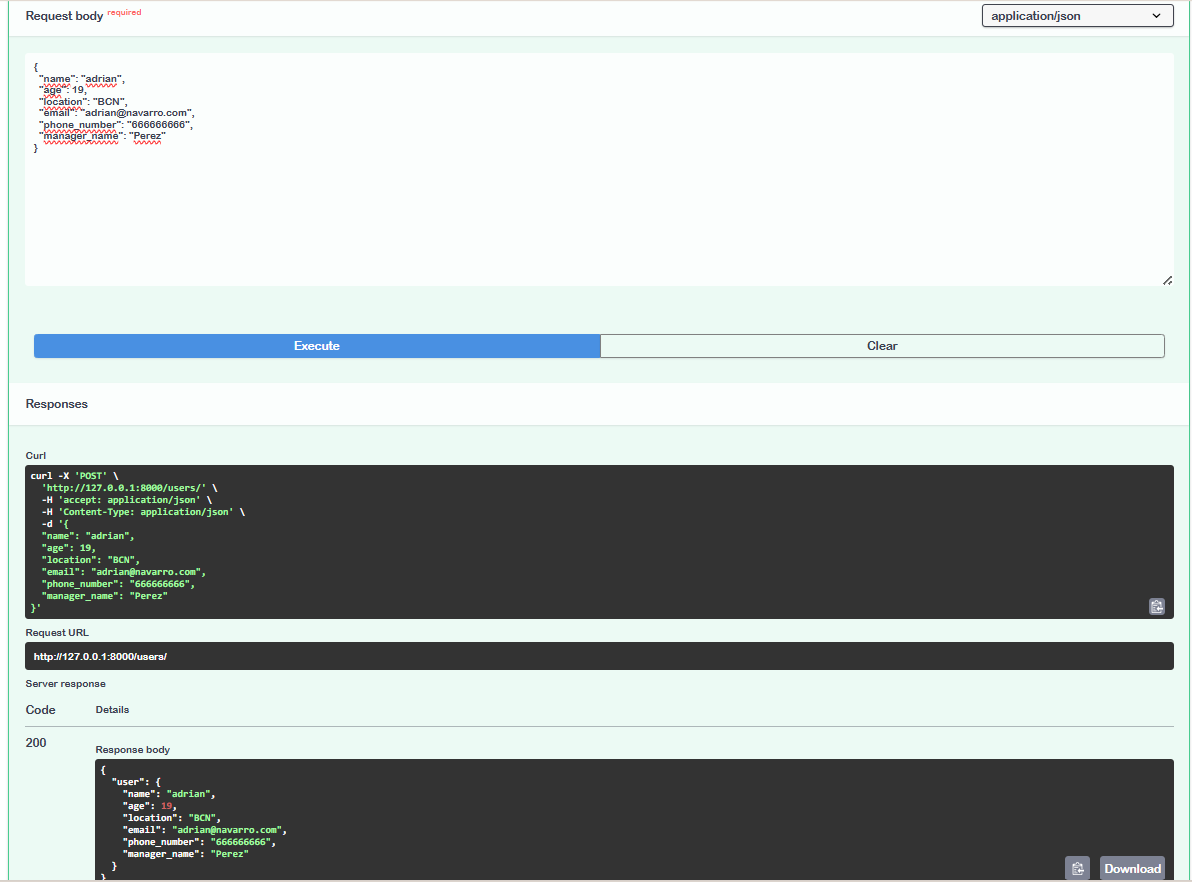 Request body required
application/json
{
"name": "adrian",
"age": 19,
"location": "BCN",
"email": "adrian@navarro.com",
"phone_number": "666666666",
"manager_name": "Perez"
}
Execute
Clear
Responses
Curl
curl -X 'POST' \
'http://127.0.0.1:8000/users/' \
-H 'accept: application/json' \
-H 'Content-Type: application/json' \
-d '{
"name": "adrian",
"age": 19,
"location": "BCN",
"email": "adrian@navarro.com",
"phone_number": "666666666",
"manager_name": "Perez"
}'
Request URL
http://127.0.0.1:8000/users/
Server response
Code
Details
200
Response body
{
"user": {
"name": "adrian",
"age": 19,
"location": "BCN",
"email": "adrian@navarro.com",
"phone_number": "666666666",
"manager_name": "Perez"
}
}
Download